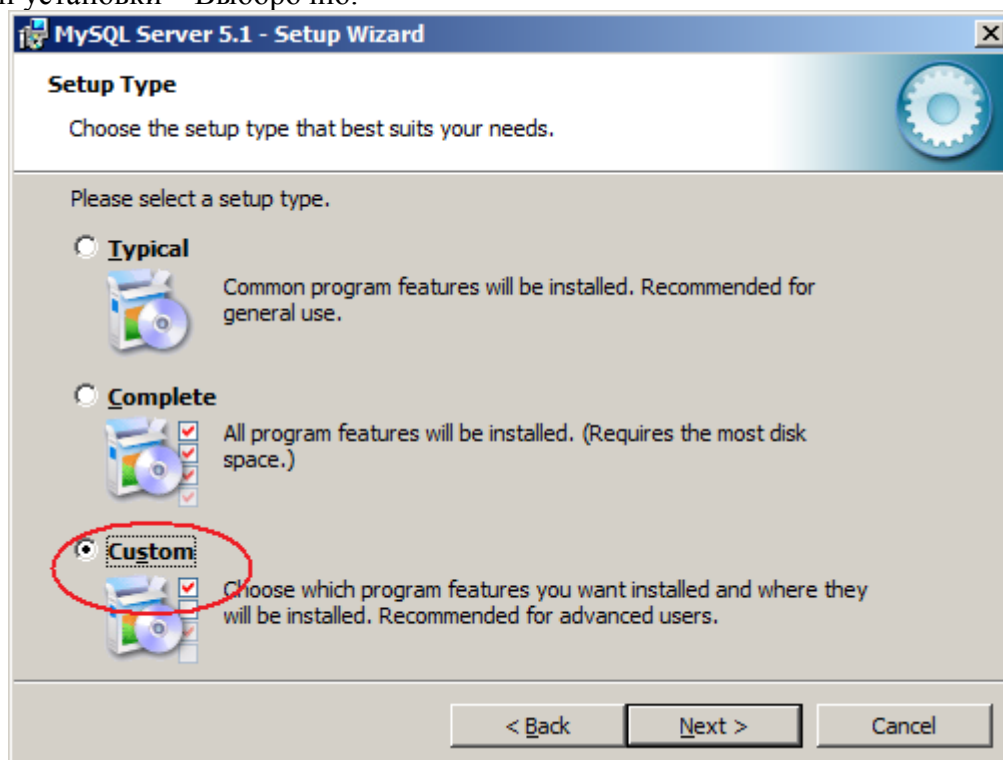 установки – Выборочно.
MySQL Server 5.1 - Setup Wizard
Setup Type
Choose the setup type that best suits your needs.
Please select a setup type.
Typical
Common program features will be installed. Recommended for
general use.
Complete
All program features will be installed. (Requires the most disk
space.)
Custom
Choose which program features you want installed and where they
will be installed. Recommended for advanced users.
< Back
Next >
Cancel